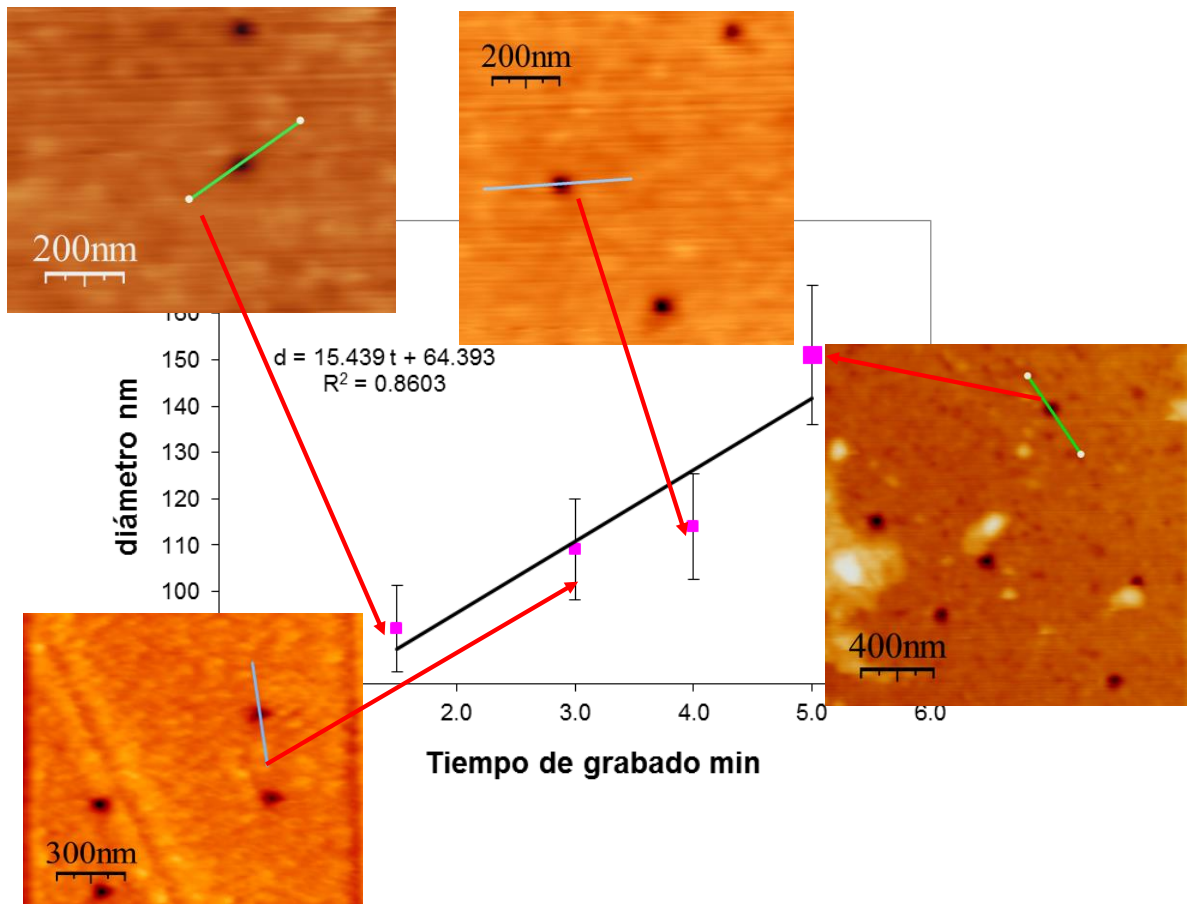 200nm
200nm
160
d = 15.439 t + 64.393
R² = 0.8603
150
140
130
120
110
100
diámetro nm
400nm
300nm
2.0
3.0
4.0
5.0
6.0
Tiempo de grabado min